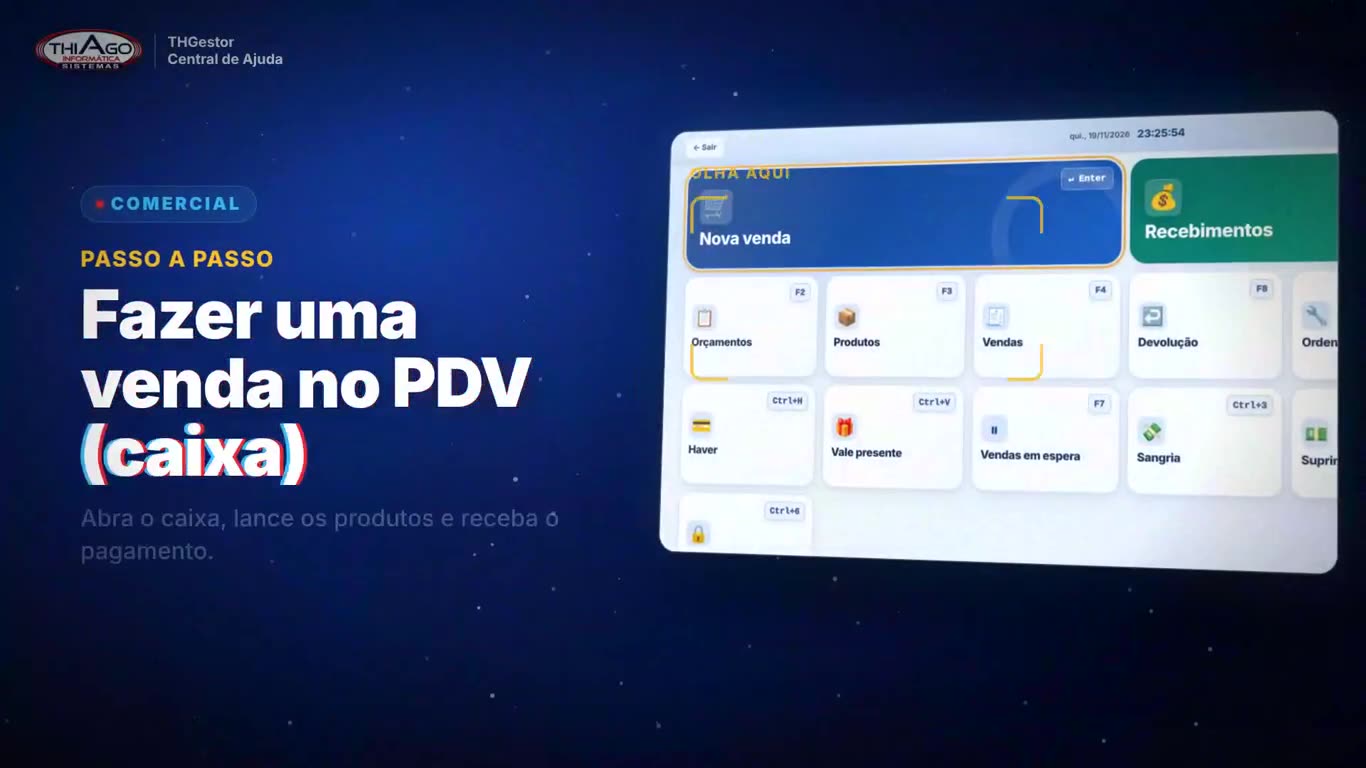 THIAGO
INFORMÁTICA
SISTEMAS
THGestor
Central de Ajuda
COMERCIAL
PASSO A PASSO
Fazer uma
venda no PDV
(caixa)
Abra o caixa, lance os produtos e receba o
pagamento.
← Sair
qui., 19/11/2026 23:25:54
OLHA AQUI
↵ Enter
Nova venda
Recebimentos
F2
Orçamentos
F3
Produtos
F4
Vendas
F8
Devolução
Orden
Ctrl+H
Haver
Ctrl+V
Vale presente
F7
Vendas em espera
Ctrl+3
Sangria
Suprir
Ctrl+6